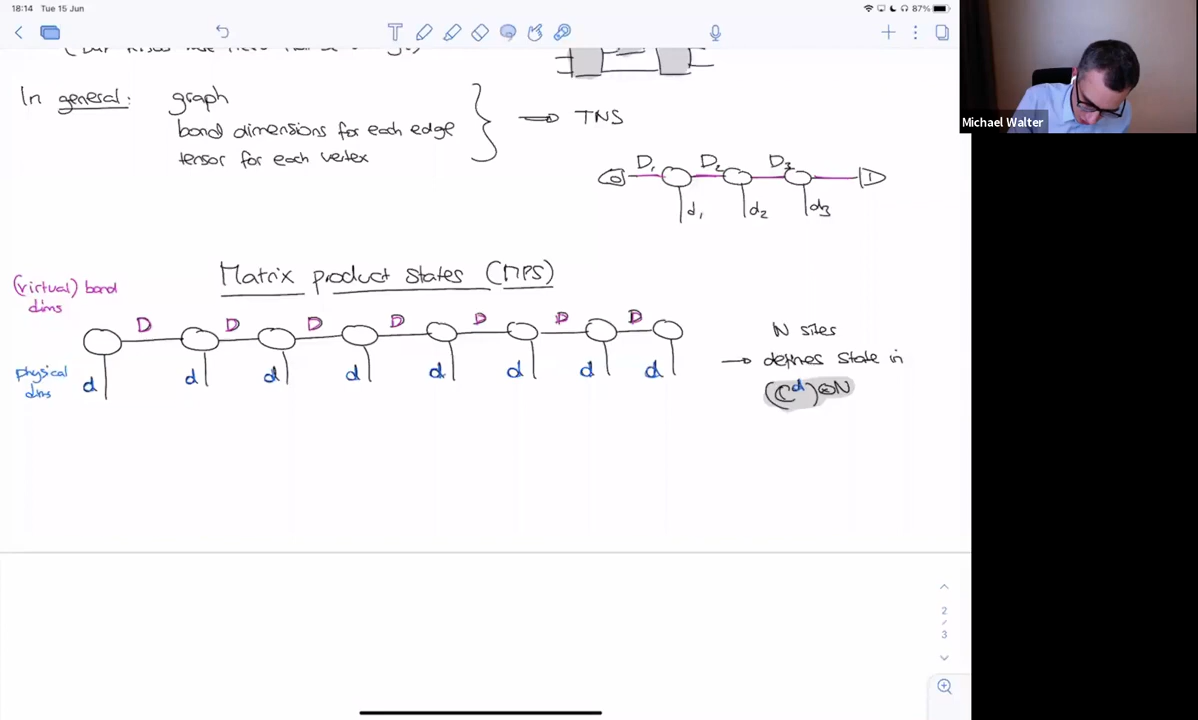 18:14 Tue 15 Jun
87%
In general: graph
bond dimensions for each edge
tensor for each vertex
→ TNS
D₁ D₂ D₃
0 1
d₁ d₂ d₃
Michael Walter
Matrix product states (MPS)
(virtual) bond
dims
D D D D D D D
physical
dims
d d d d d d d d
N sites
→ defines state in
(ℂᵈ)⊗N
2
/
3